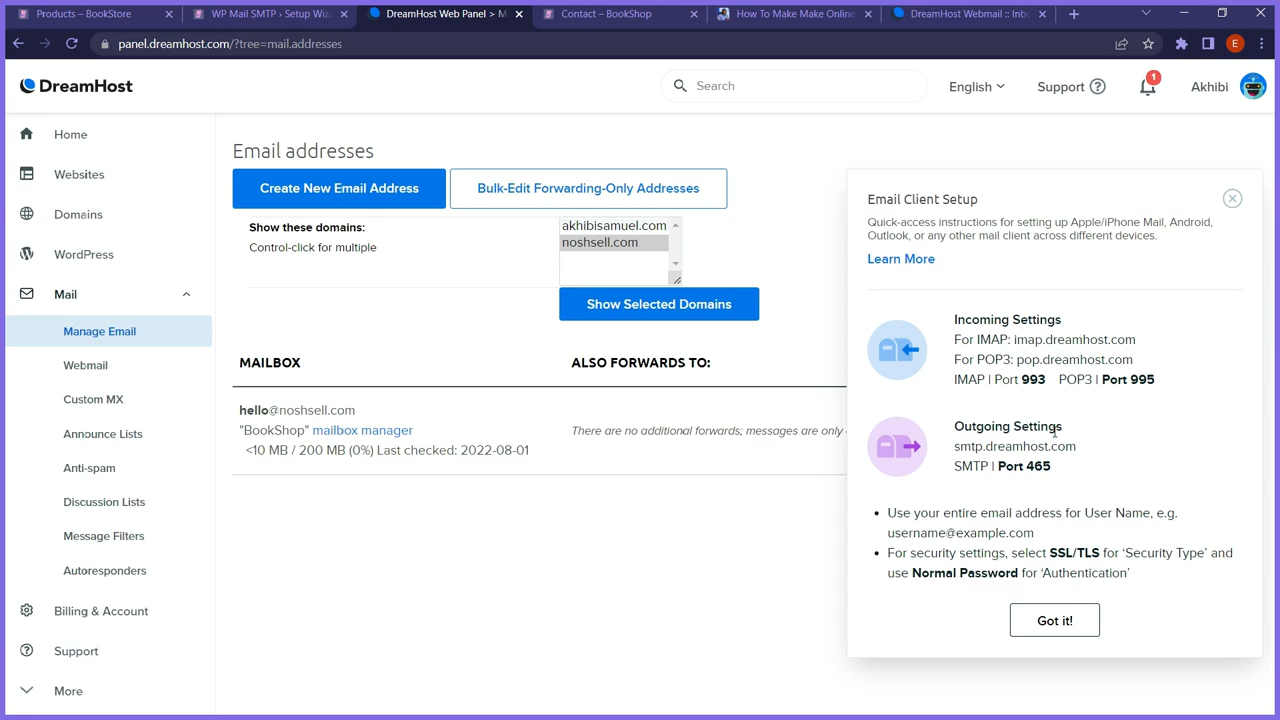 Products – BookStore
WP Mail SMTP › Setup Wiz
DreamHost Web Panel > M
Contact – BookShop
How To Make Make Online
DreamHost Webmail :: Inb
panel.dreamhost.com/?tree=mail.addresses
E
DreamHost
Search
English
Support
1
Akhibi
Home
Websites
Domains
WordPress
Mail
Manage Email
Webmail
Custom MX
Announce Lists
Anti-spam
Discussion Lists
Message Filters
Autoresponders
Billing & Account
Support
More
Email addresses
Create New Email Address
Bulk-Edit Forwarding-Only Addresses
Show these domains:
Control-click for multiple
akhibisamuel.com
noshsell.com
Show Selected Domains
MAILBOX
ALSO FORWARDS TO:
hello@noshsell.com
"BookShop" mailbox manager
<10 MB / 200 MB (0%) Last checked: 2022-08-01
There are no additional forwards; messages are only
Email Client Setup
Quick-access instructions for setting up Apple/iPhone Mail, Android,
Outlook, or any other mail client across different devices.
Learn More
Incoming Settings
For IMAP: imap.dreamhost.com
For POP3: pop.dreamhost.com
IMAP | Port 993 POP3 | Port 995
Outgoing Settings
smtp.dreamhost.com
SMTP | Port 465
• Use your entire email address for User Name, e.g.
username@example.com
• For security settings, select SSL/TLS for ‘Security Type’ and
use Normal Password for ‘Authentication’
Got it!